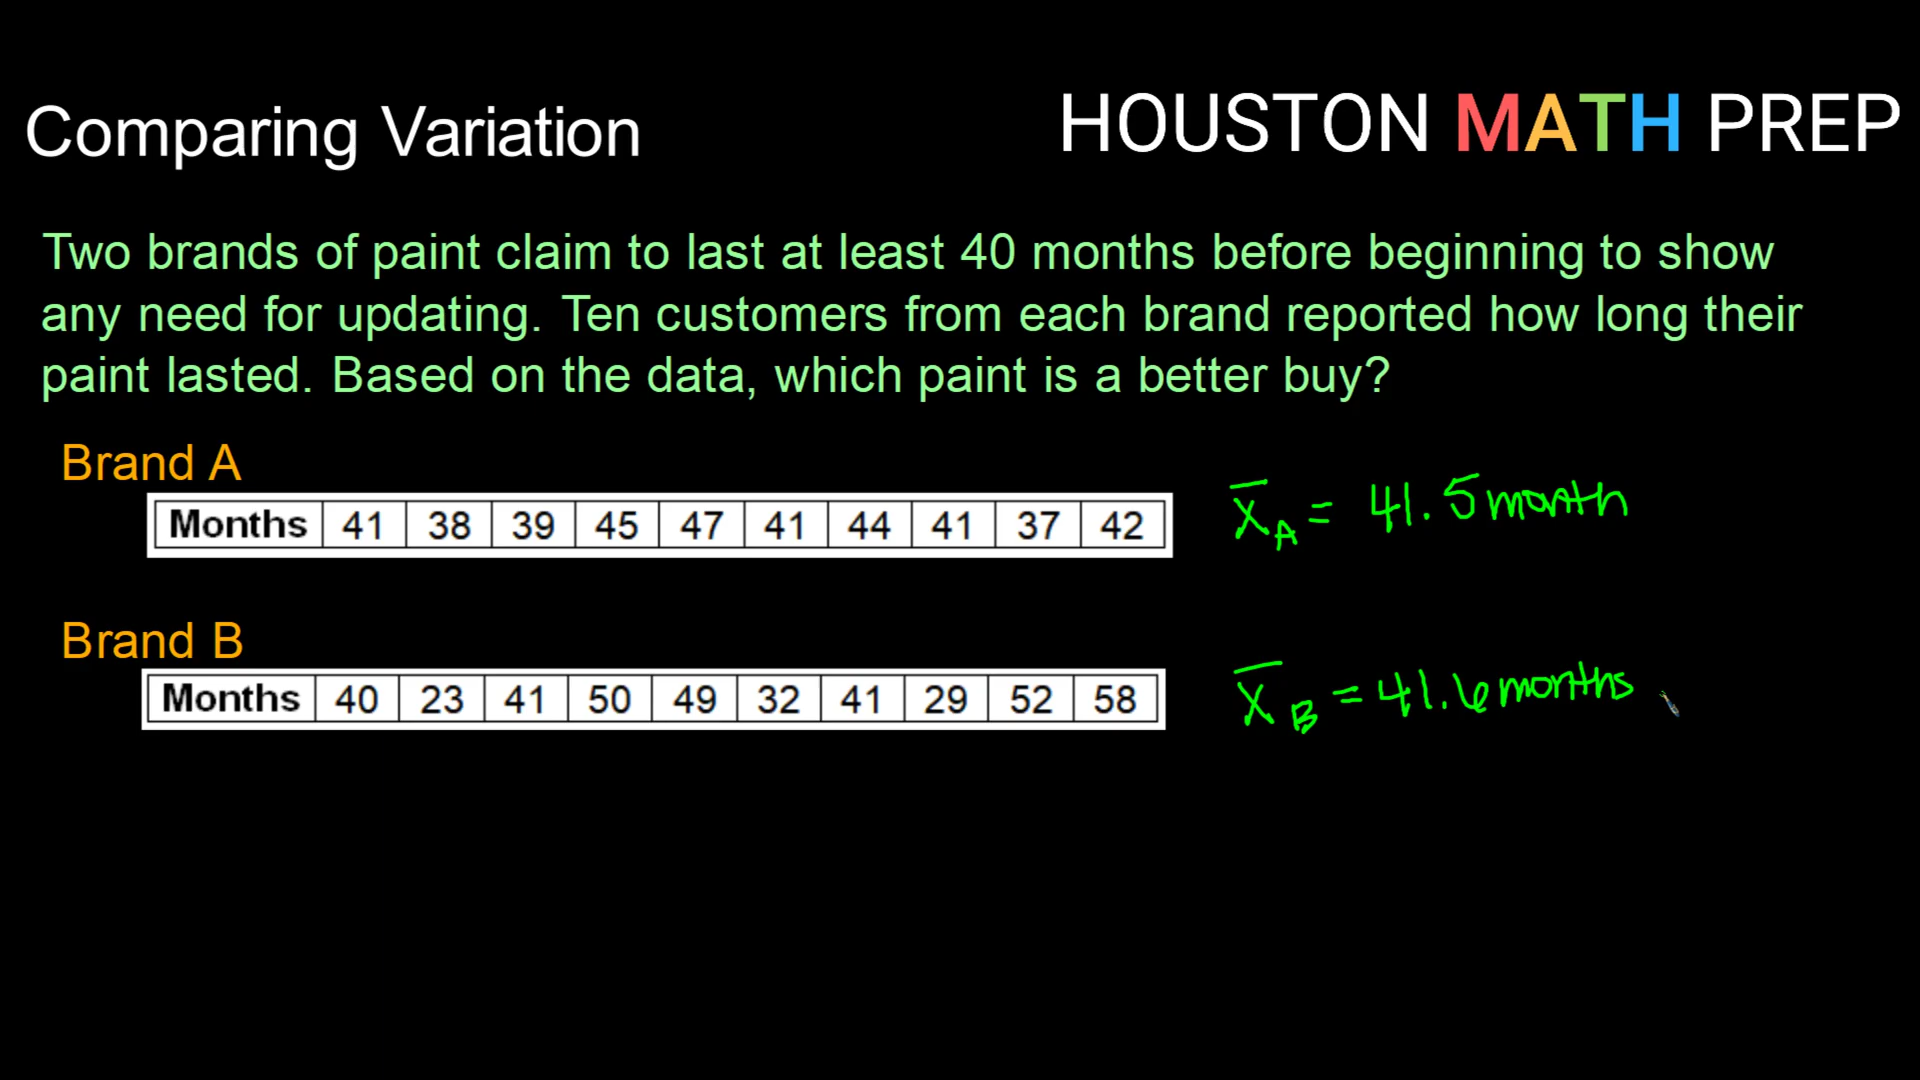 Comparing Variation
HOUSTON MATH PREP
Two brands of paint claim to last at least 40 months before beginning to show
any need for updating. Ten customers from each brand reported how long their
paint lasted. Based on the data, which paint is a better buy?
Brand A
Months 41 38 39 45 47 41 44 41 37 42
x̄A = 41.5 month
Brand B
Months 40 23 41 50 49 32 41 29 52 58
x̄B = 41.6 months